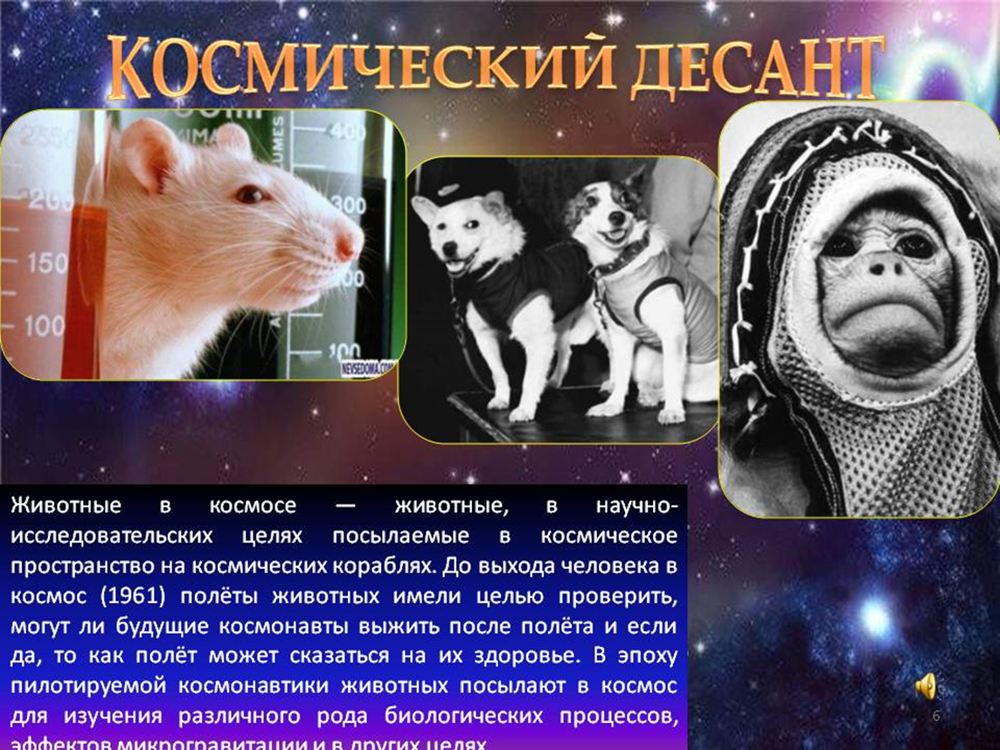 КОСМИЧЕСКИЙ ДЕСАНТ
235
200
150
100
400
300
100
NEVSEDOMA.COM
Животные в космосе — животные, в научно-
исследовательских целях посылаемые в космическое
пространство на космических кораблях. До выхода человека в
космос (1961) полёты животных имели целью проверить,
могут ли будущие космонавты выжить после полёта и если
да, то как полёт может сказаться на их здоровье. В эпоху
пилотируемой космонавтики животных посылают в космос
для изучения различного рода биологических процессов,
эффектов микрогравитации и в других целях.
6